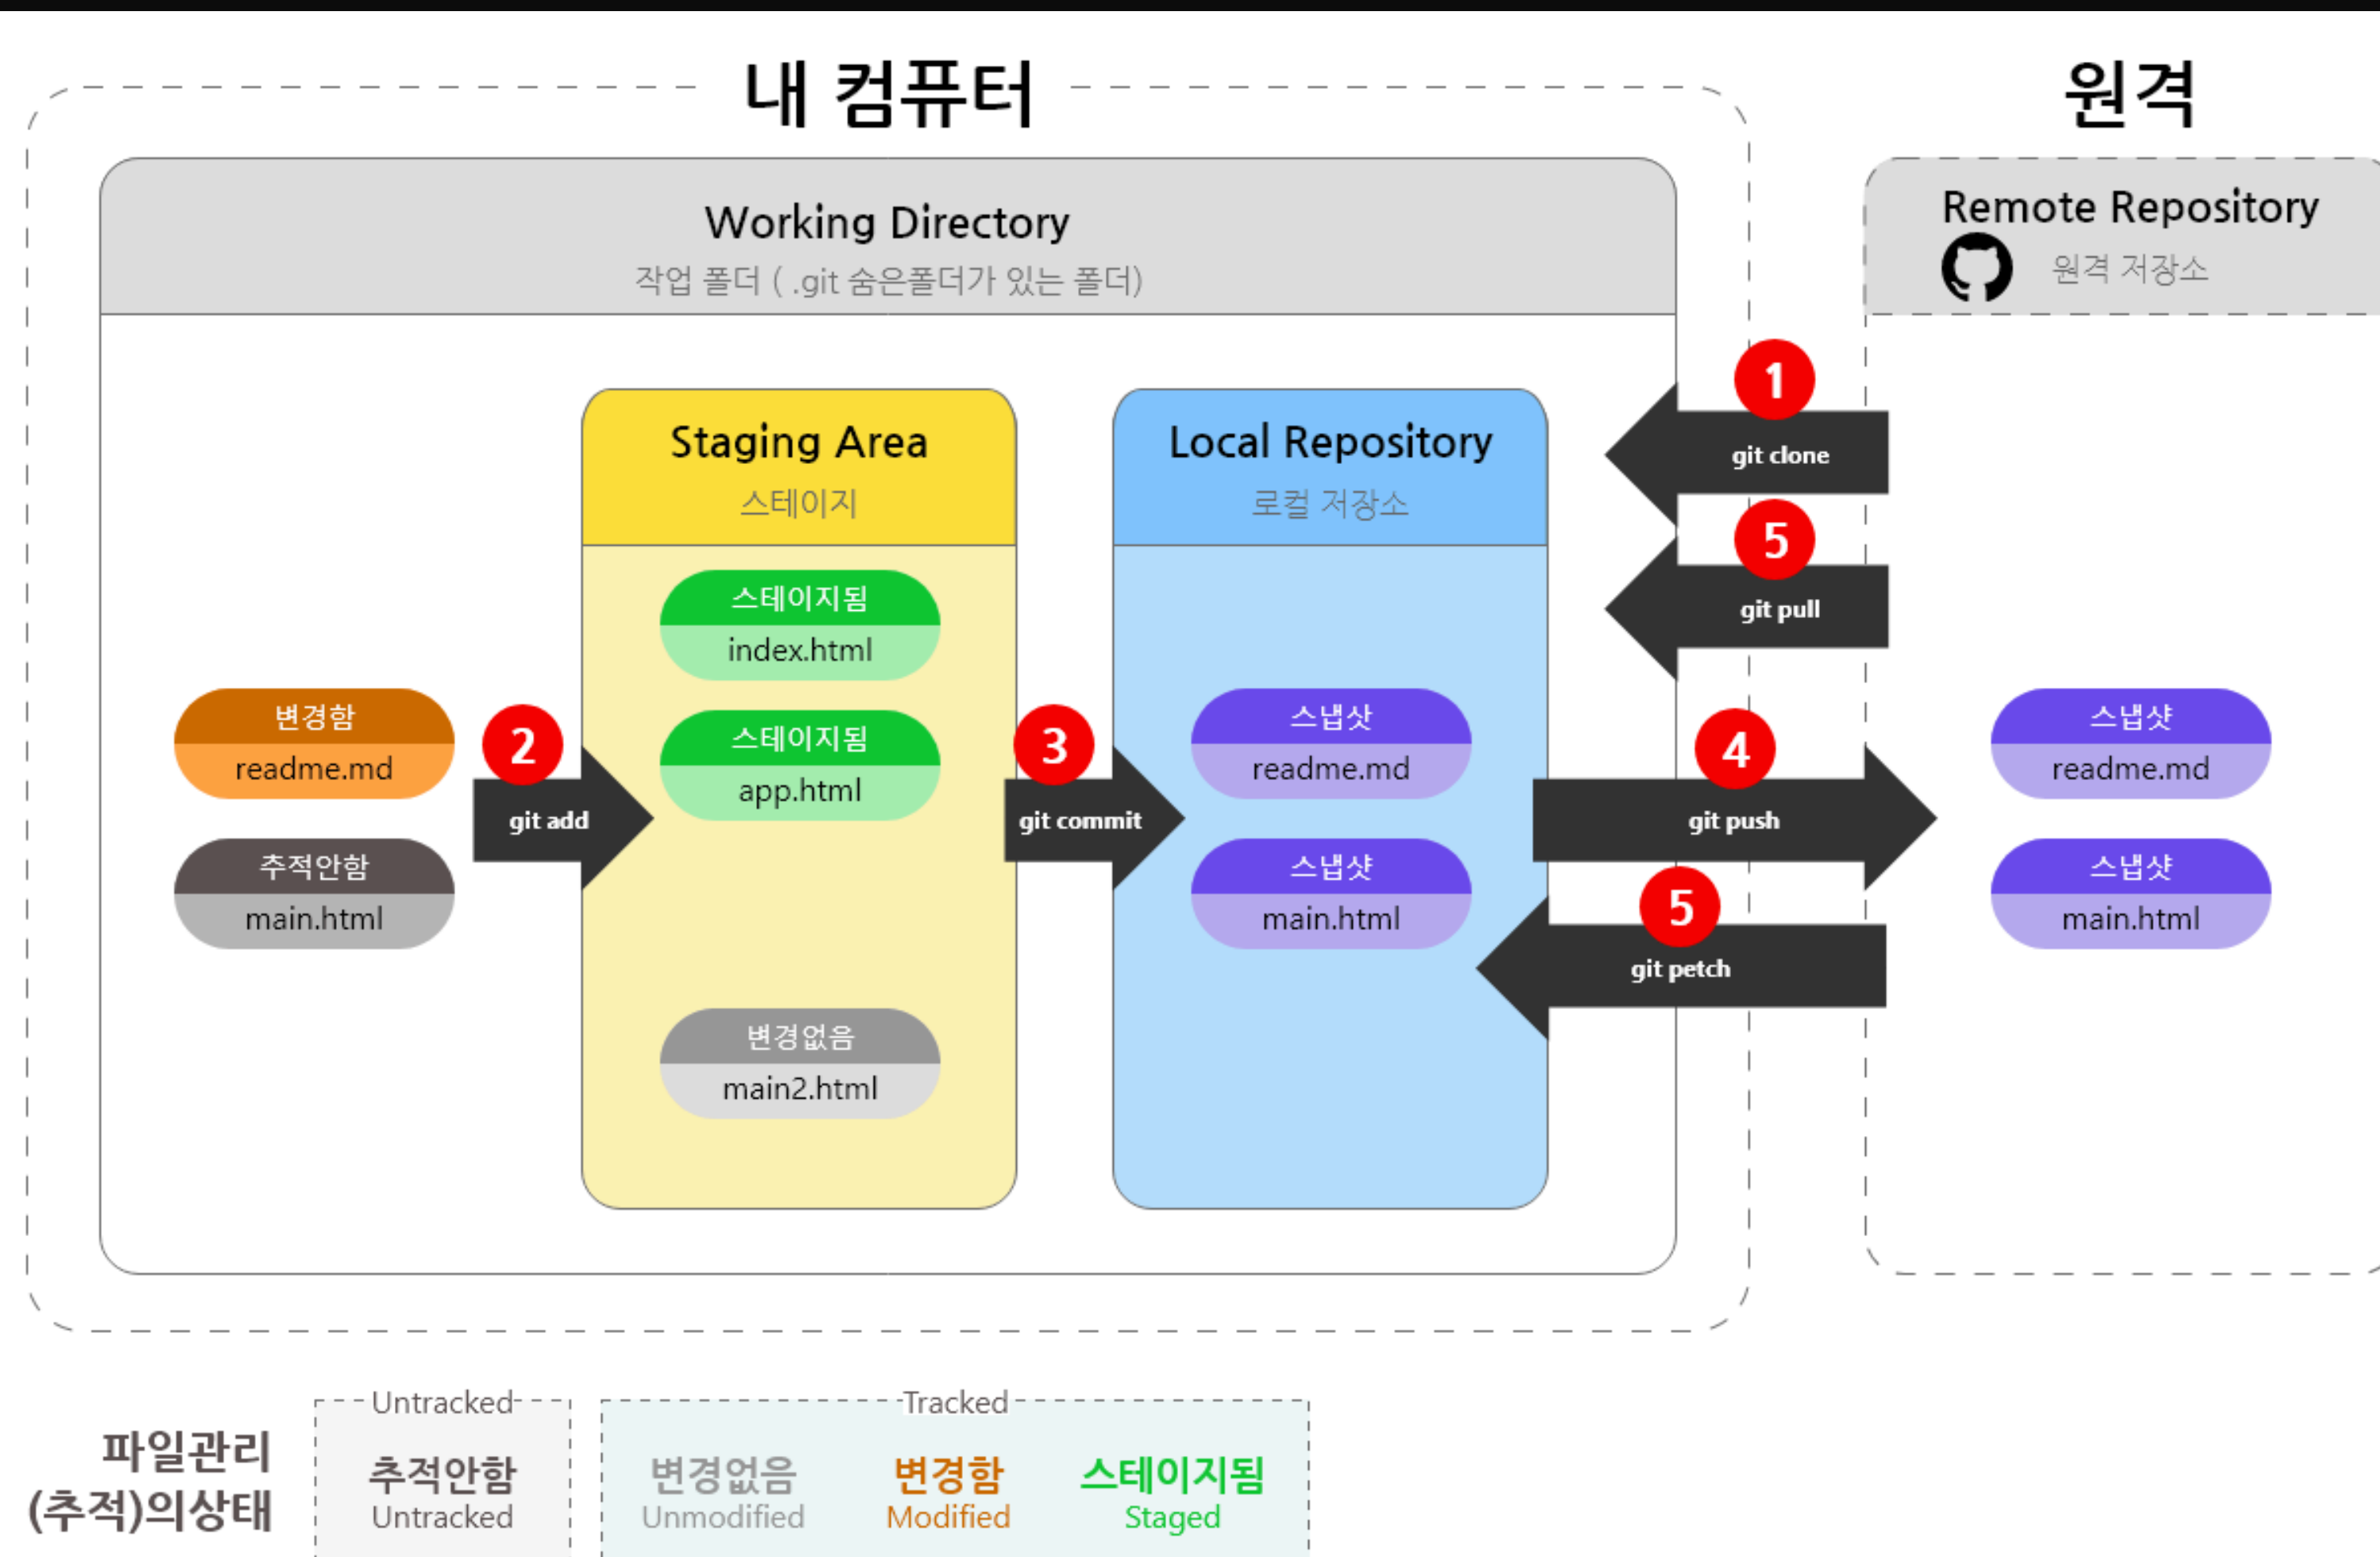 내 컴퓨터
원격
Working Directory
작업 폴더 ( .git 숨은폴더가 있는 폴더)
Remote Repository
원격 저장소
Staging Area
스테이지
Local Repository
로컬 저장소
1
git clone
5
git pull
스테이지됨
index.html
스테이지됨
app.html
변경함
readme.md
추적안함
main.html
2
git add
3
git commit
스냅샷
readme.md
스냅샷
main.html
4
git push
5
git petch
스냅샷
readme.md
스냅샷
main.html
변경없음
main2.html
파일관리
(추적)의상태
Untracked
추적안함
Untracked
Tracked
변경없음
Unmodified
변경함
Modified
스테이지됨
Staged